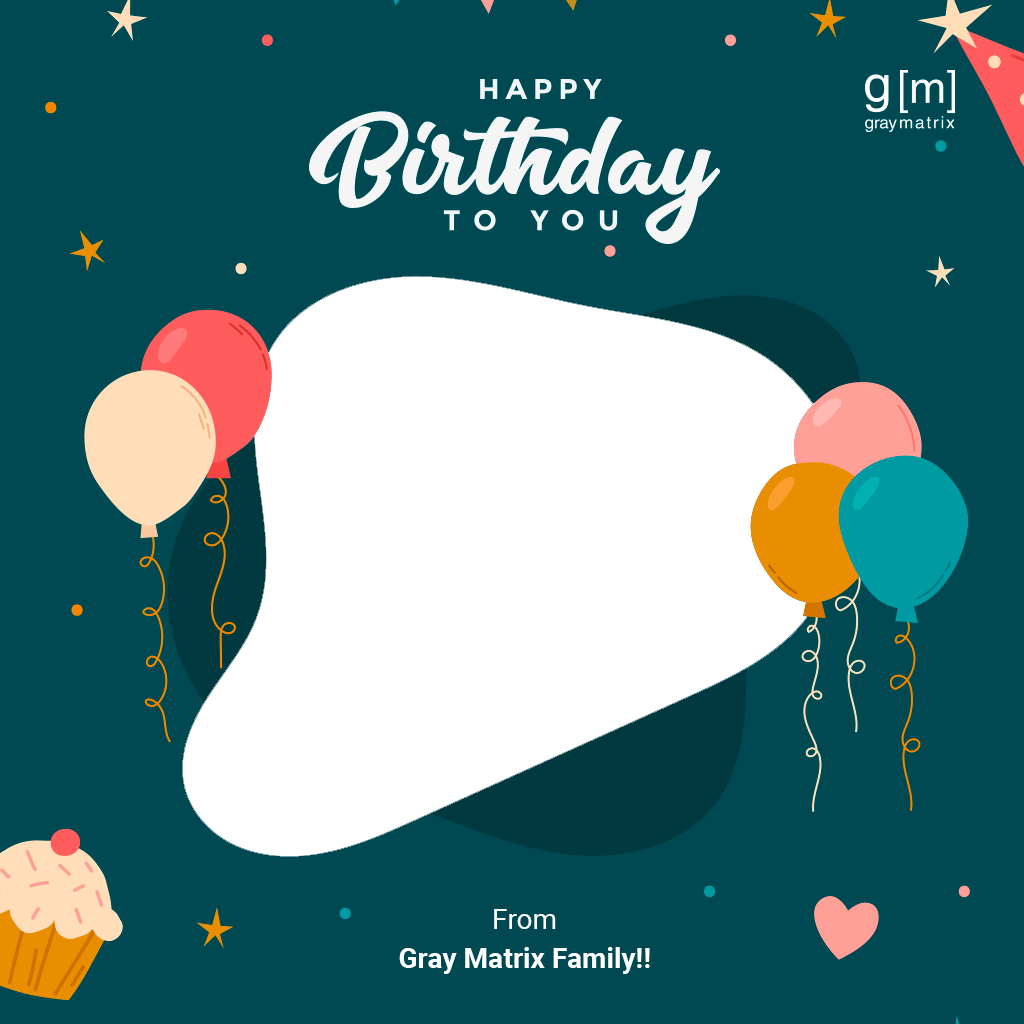 HAPPY
Birthday
TO YOU
g[m]
graymatrix
From
Gray Matrix Family!!